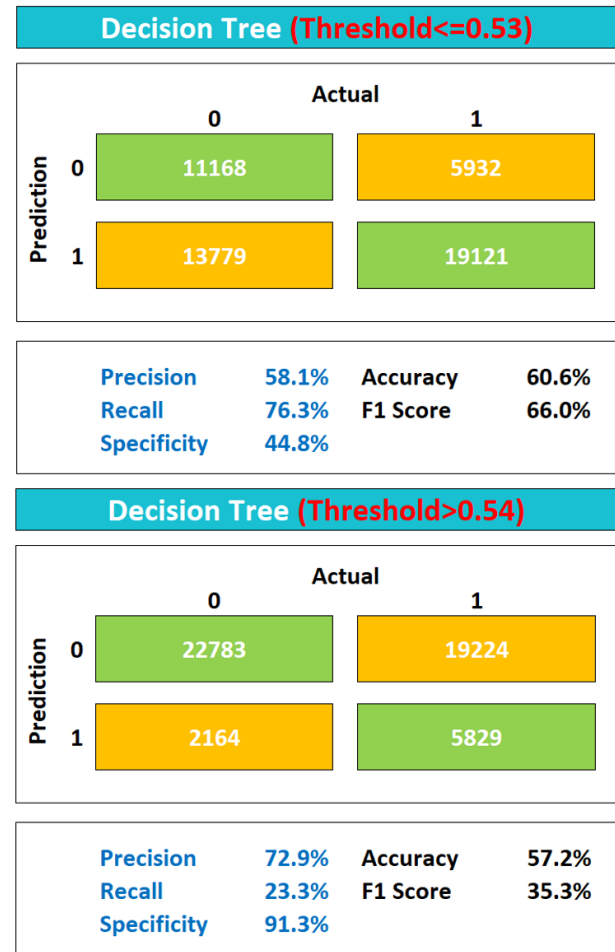 Decision Tree (Threshold<=0.53)
Actual
0 1
Prediction
0 11168 5932
1 13779 19121
Precision 58.1% Accuracy 60.6%
Recall 76.3% F1 Score 66.0%
Specificity 44.8%
Decision Tree (Threshold>0.54)
Actual
0 1
Prediction
0 22783 19224
1 2164 5829
Precision 72.9% Accuracy 57.2%
Recall 23.3% F1 Score 35.3%
Specificity 91.3%